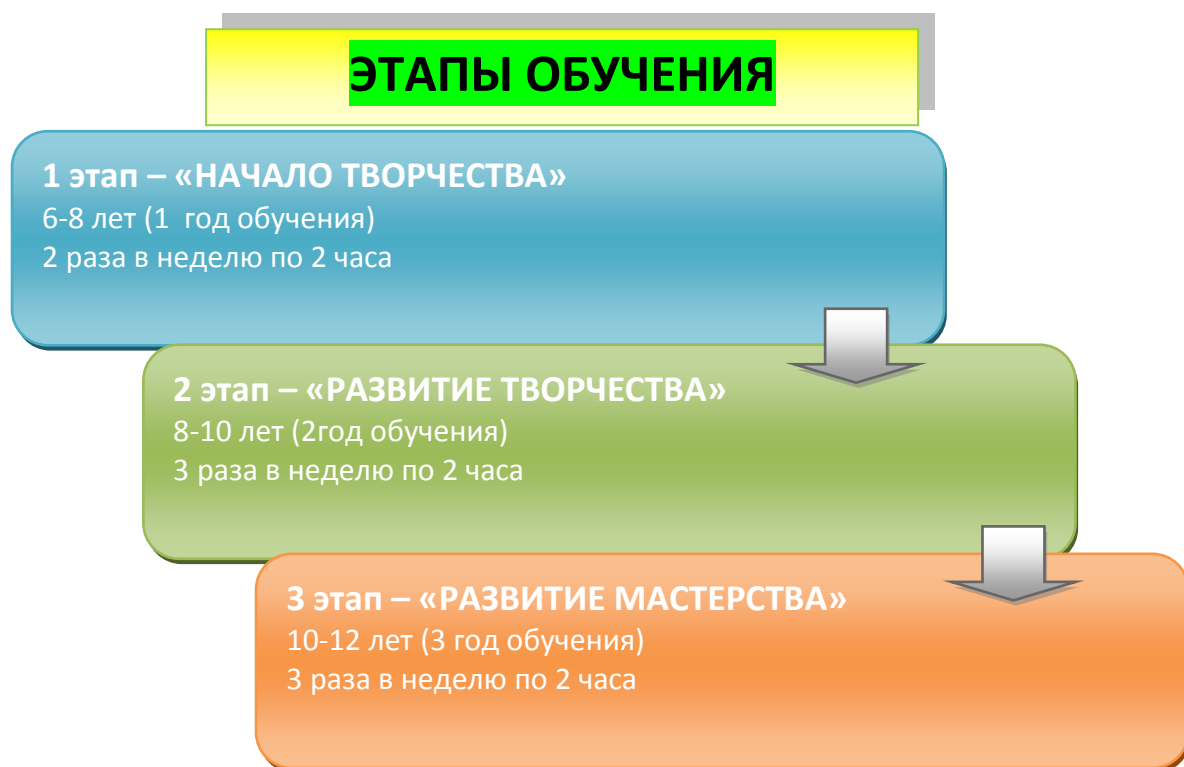 ЭТАПЫ ОБУЧЕНИЯ
1 этап – «НАЧАЛО ТВОРЧЕСТВА»
6-8 лет (1  год обучения)
2 раза в неделю по 2 часа
2 этап – «РАЗВИТИЕ ТВОРЧЕСТВА»
8-10 лет (2год обучения)
3 раза в неделю по 2 часа
3 этап – «РАЗВИТИЕ МАСТЕРСТВА»
10-12 лет (3 год обучения)
3 раза в неделю по 2 часа